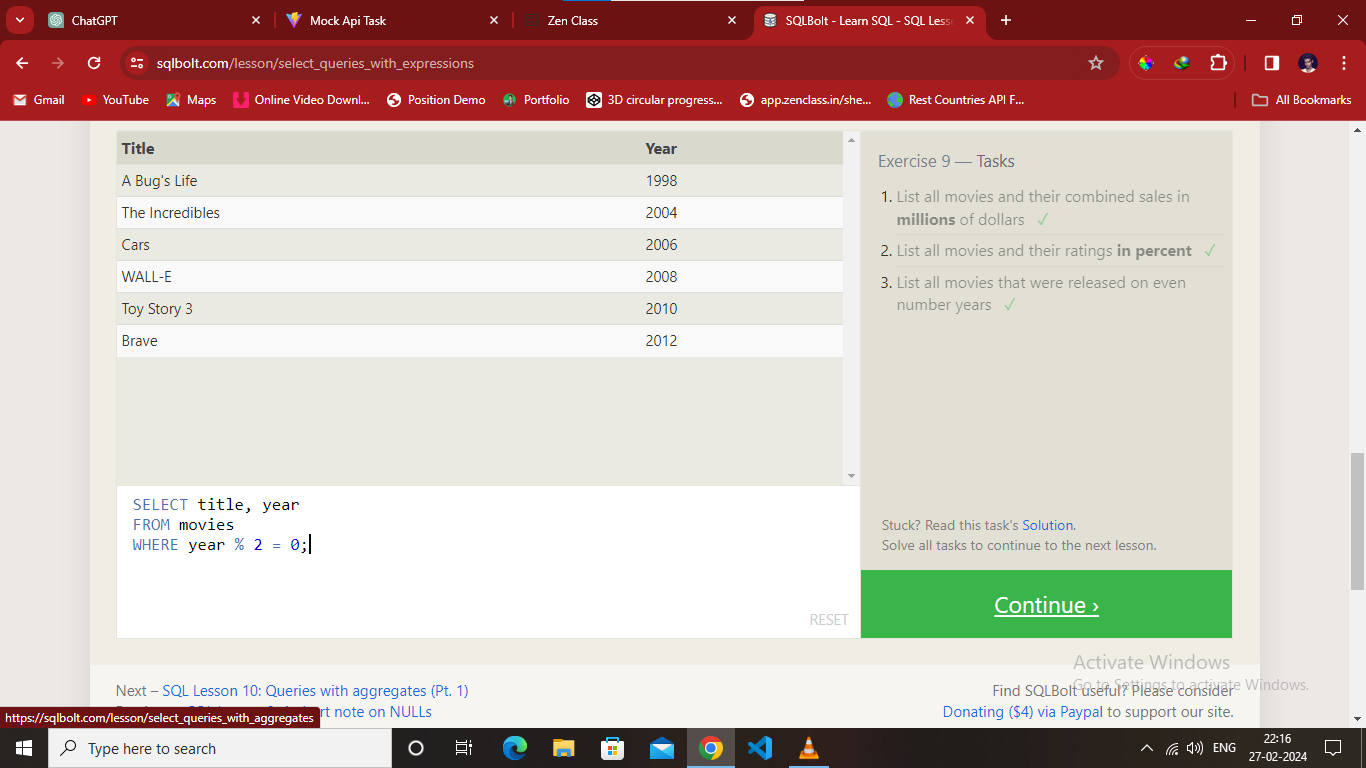 ChatGPT
Mock Api Task
Zen Class
SQLBolt - Learn SQL - SQL Less
sqlbolt.com/lesson/select_queries_with_expressions
Gmail
YouTube
Maps
Online Video Downl...
Position Demo
Portfolio
3D circular progress...
app.zenclass.in/she...
Rest Countries API F...
All Bookmarks
Title Year
A Bug's Life 1998
The Incredibles 2004
Cars 2006
WALL-E 2008
Toy Story 3 2010
Brave 2012
SELECT title, year
FROM movies
WHERE year % 2 = 0;
RESET
Exercise 9 — Tasks
1. List all movies and their combined sales in
millions of dollars ✓
2. List all movies and their ratings in percent ✓
3. List all movies that were released on even
number years ✓
Stuck? Read this task's Solution.
Solve all tasks to continue to the next lesson.
Continue ›
Activate Windows
Go to Settings to activate Windows.
Next – SQL Lesson 10: Queries with aggregates (Pt. 1)
rt note on NULLs
Find SQLBolt useful? Please consider
Donating ($4) via Paypal to support our site.
https://sqlbolt.com/lesson/select_queries_with_aggregates
Type here to search
ENG
22:16
27-02-2024